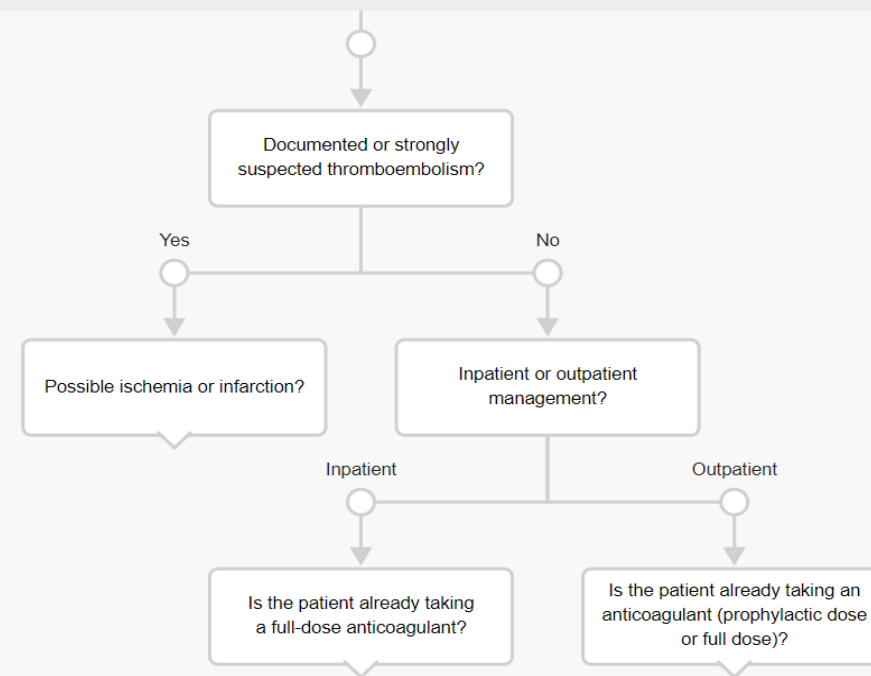 Documented or strongly
suspected thromboembolism?
Yes
No
Possible ischemia or infarction?
Inpatient or outpatient
management?
Inpatient
Outpatient
Is the patient already taking
a full-dose anticoagulant?
Is the patient already taking an
anticoagulant (prophylactic dose
or full dose)?